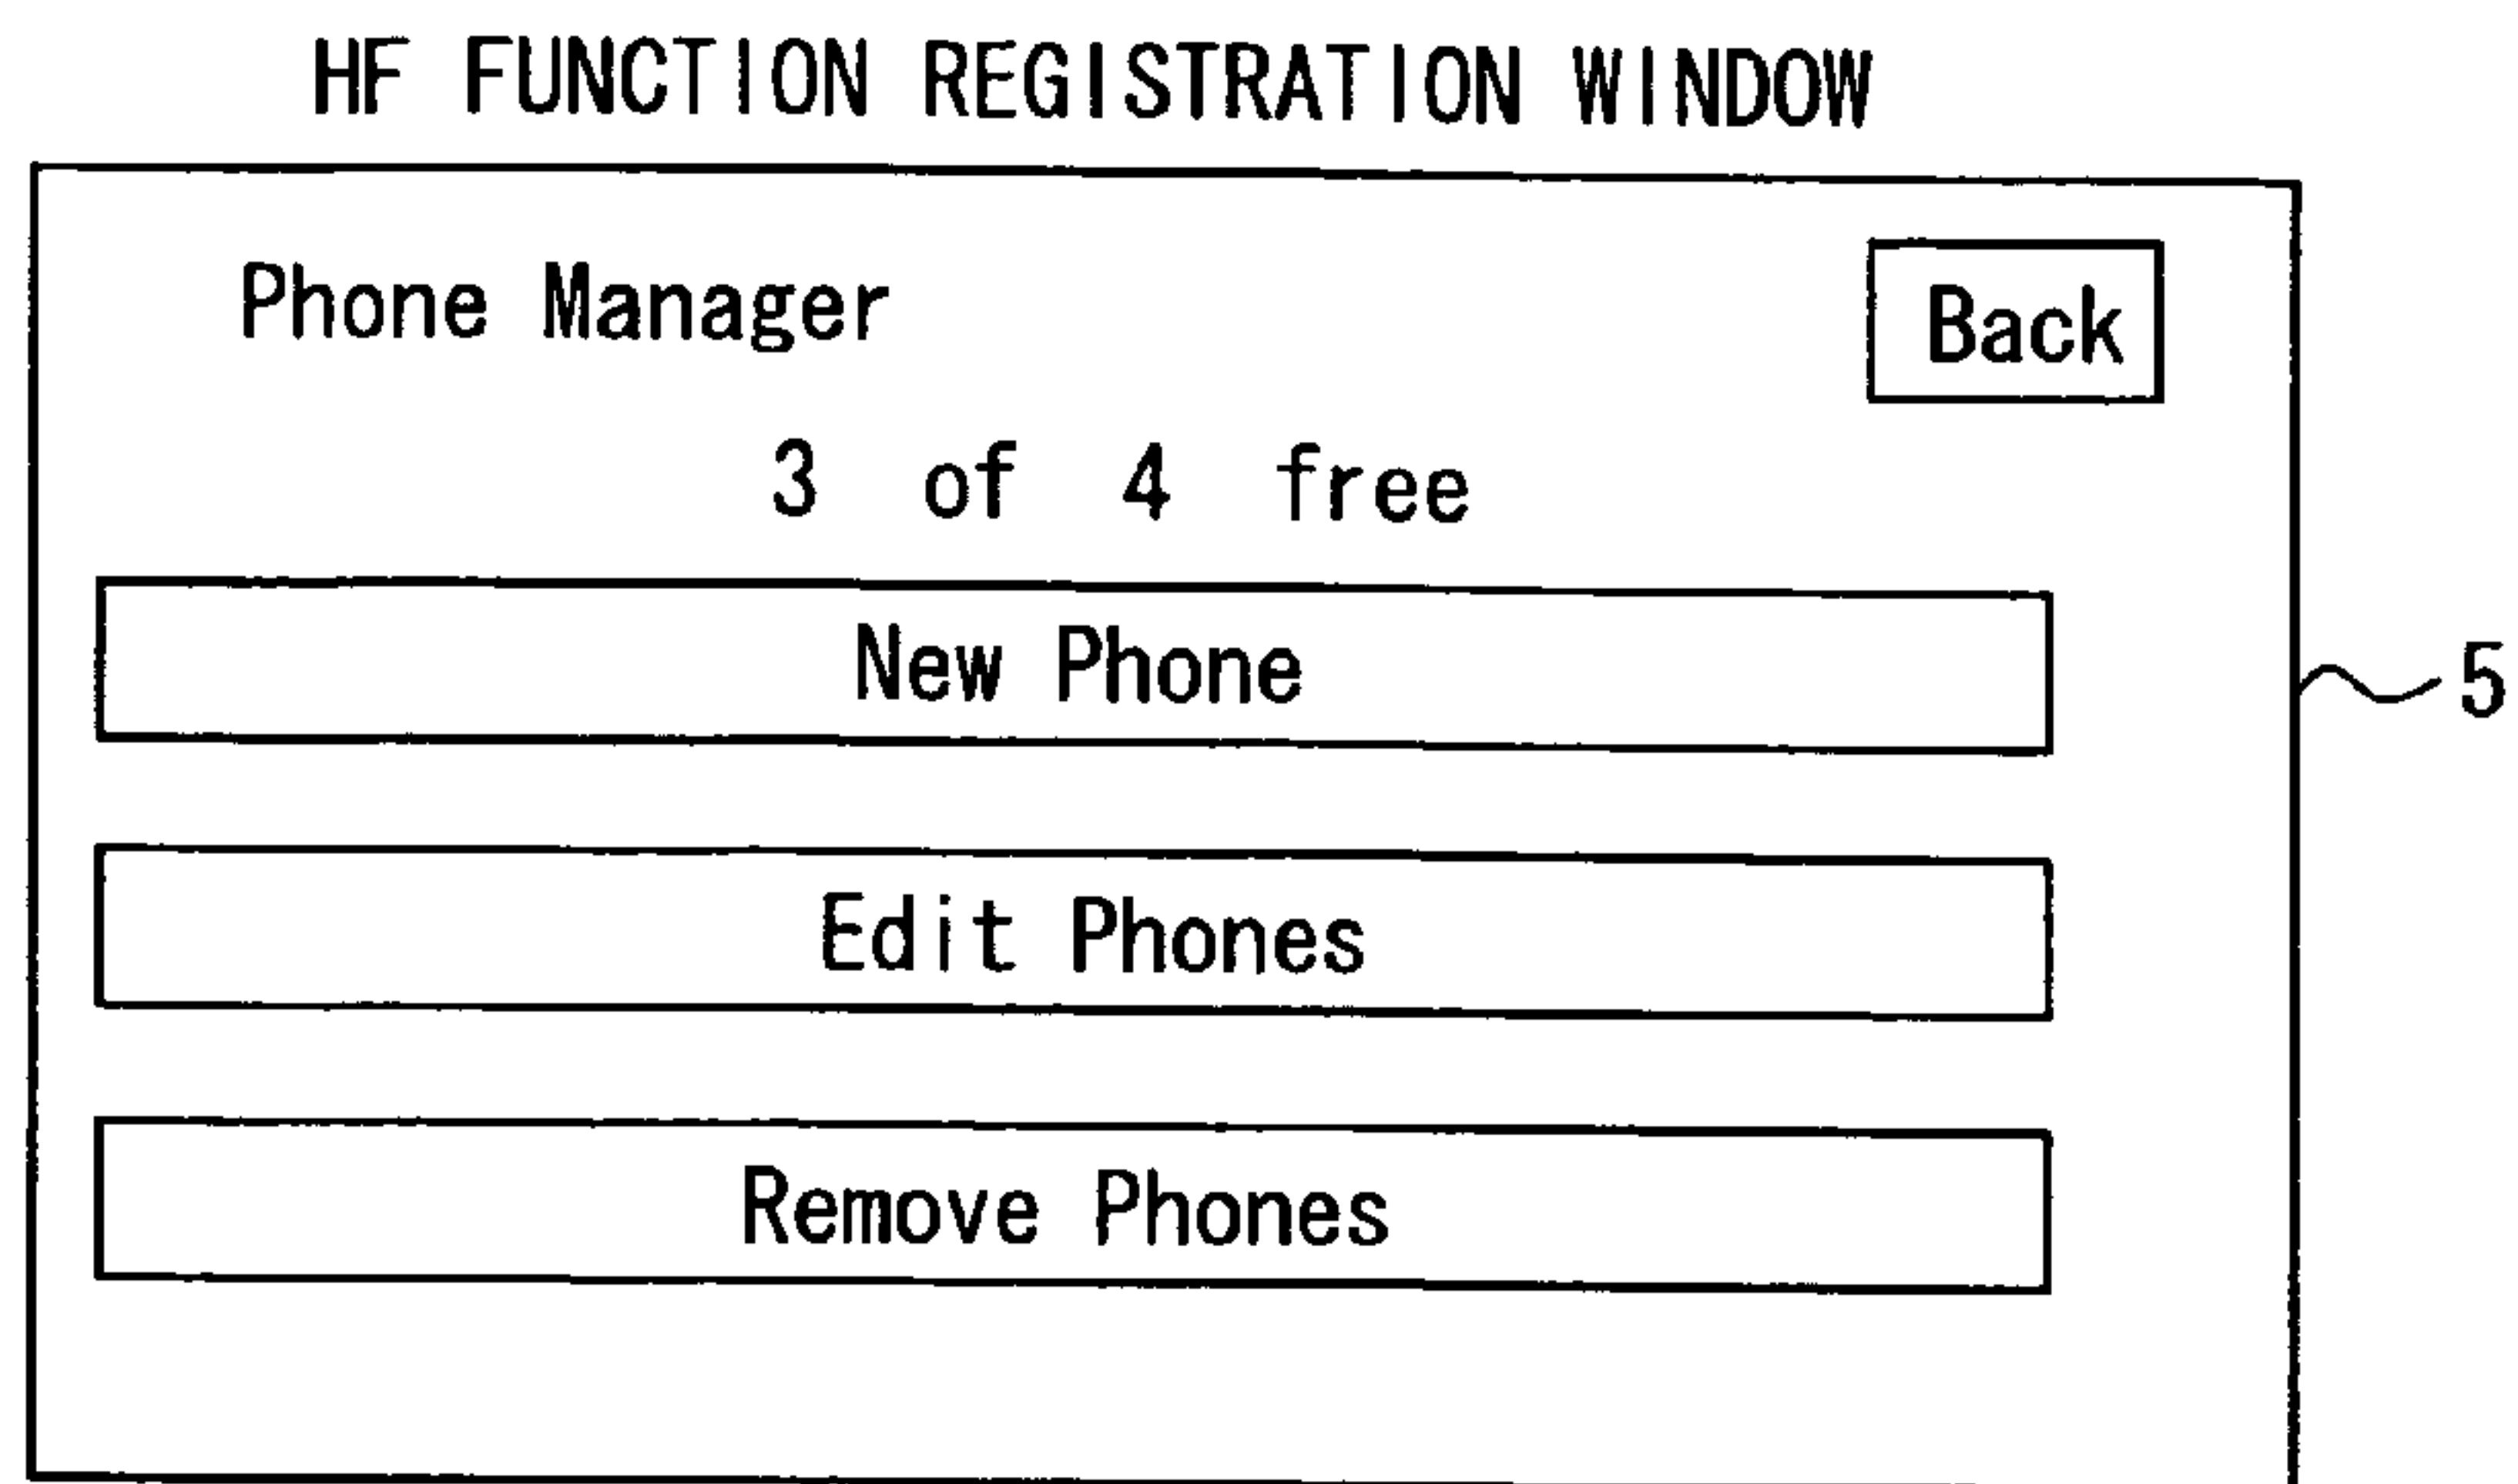 HF FUNCTION REGISTRATION WINDOW
Phone Manager
Back
3 of 4 free
New Phone
5
Edit Phones
Remove Phones